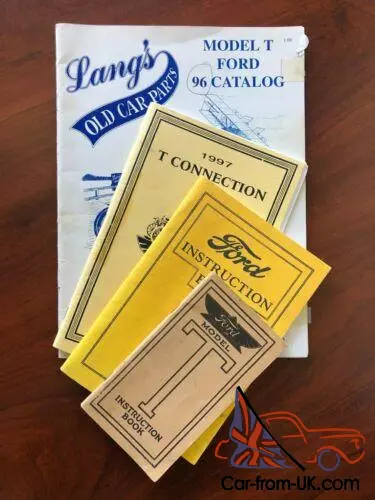 Lang's
OLD CAR PARTS
MODEL T
FORD
96 CATALOG
1997
T CONNECTION
Ford
INSTRUCTION
Ford
MODEL
T
INSTRUCTION
BOOK
Car-from-UK.com